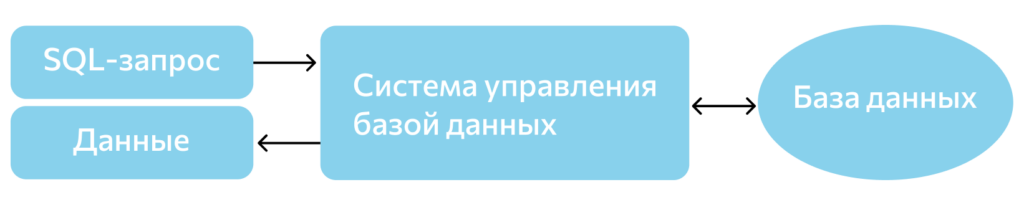 SQL-запрос
Данные
Система управления
базой данных
База данных